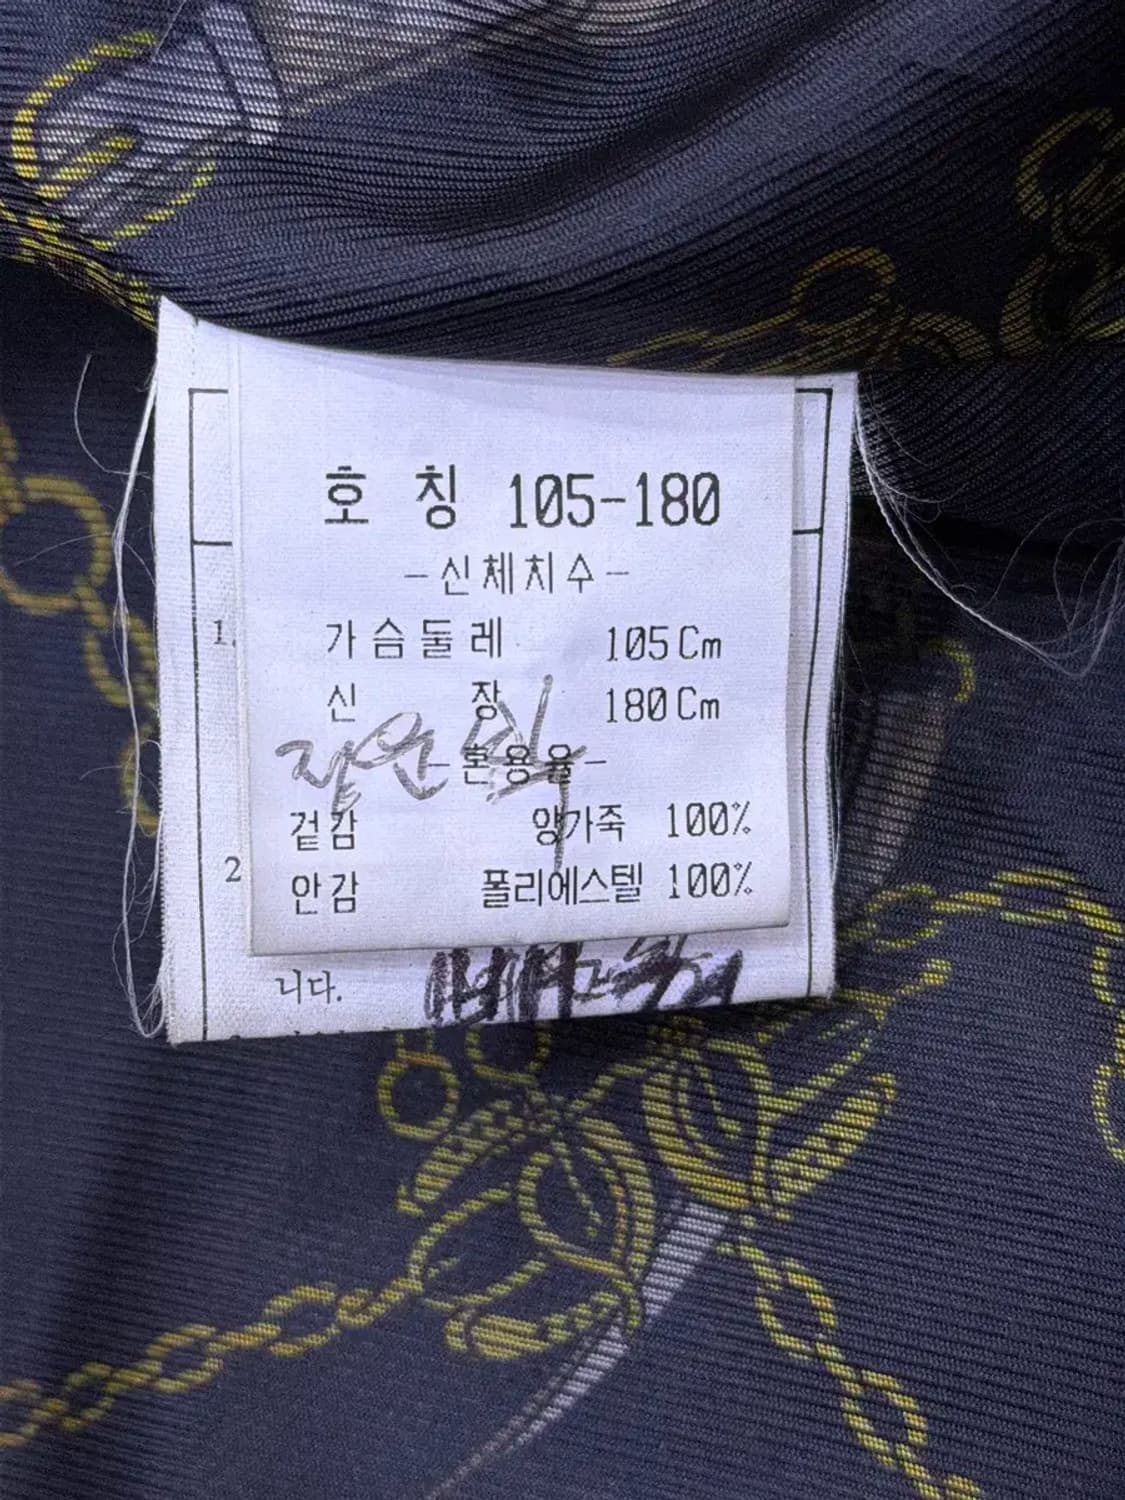 호 칭 105-180
-신체치수-
가슴둘레 105Cm
신 장 180Cm
-혼용율-
겉감 양가죽 100%
안감 폴리에스텔 100%
1.
2
니다.